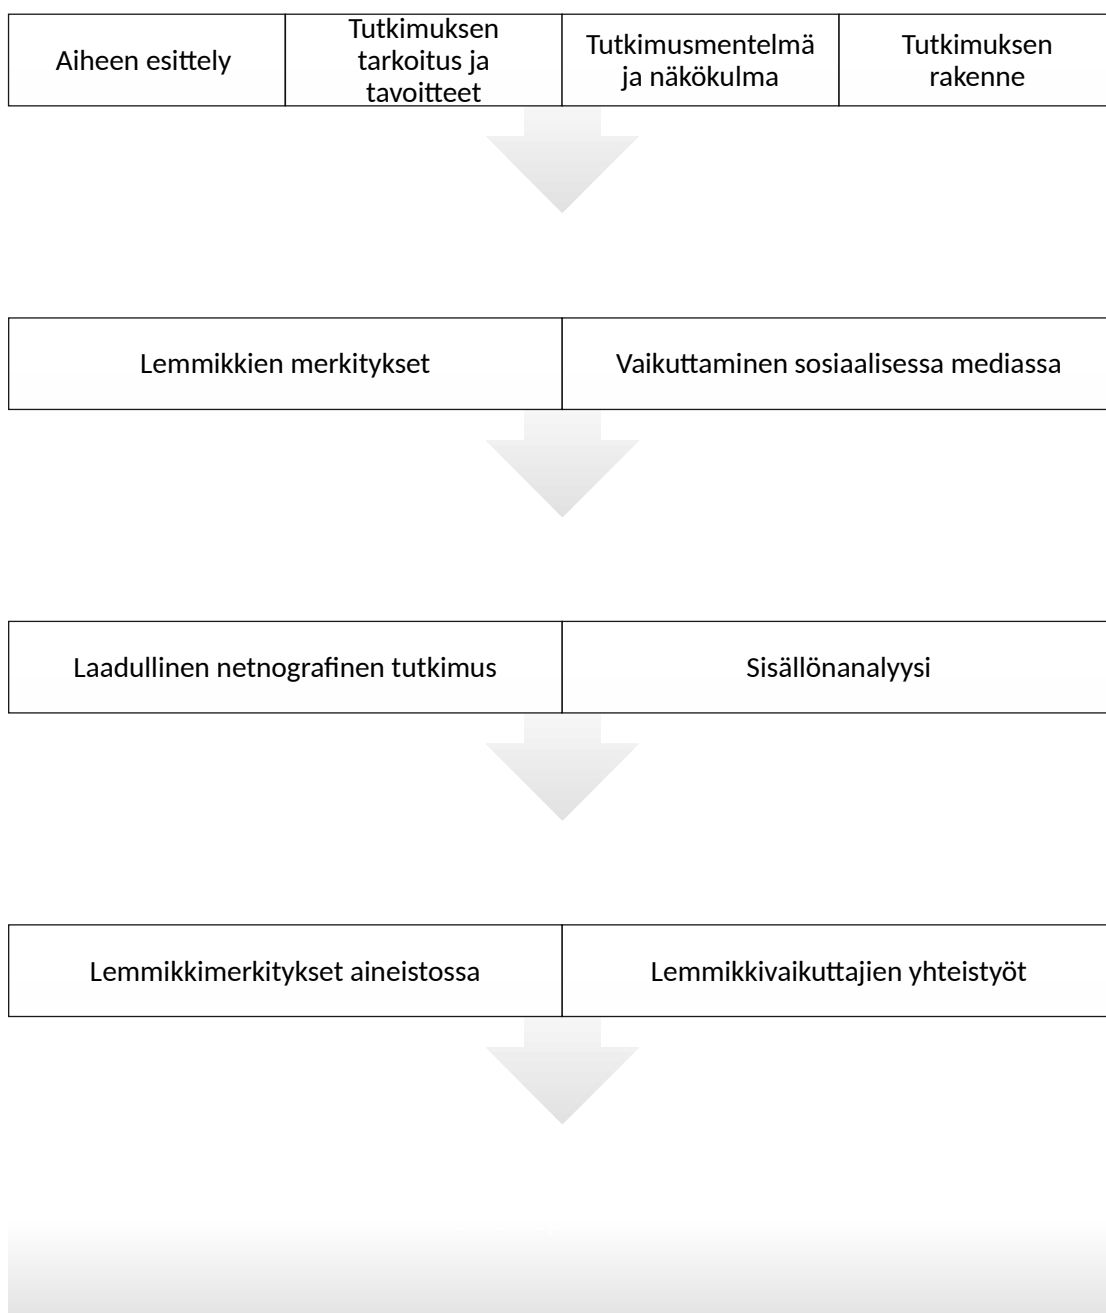 Aiheen esittely
Tutkimuksen
tarkoitus ja
tavoitteet
Tutkimusmentelmä
ja näkökulma
Tutkimuksen
rakenne
Lemmikkien merkitykset
Vaikuttaminen sosiaalisessa mediassa
Laadullinen netnografinen tutkimus
Sisällönanalyysi
Lemmikkimerkitykset aineistossa
Lemmikkivaikuttajien yhteistyöt